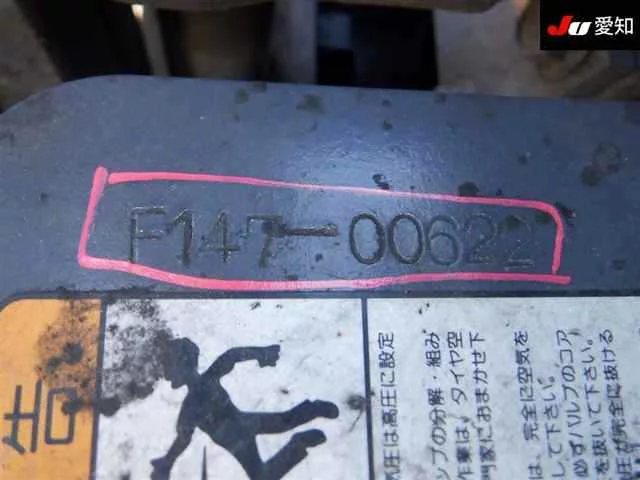 JU 愛知
F147-00622
告
気圧は高圧に設定
ップの分解・組み
作業は、タイヤ空
門家におまかせ下
は、完全に空気を
して下さい。
必ずバルブのコア
を抜いて下さい。
圧が完全に抜ける